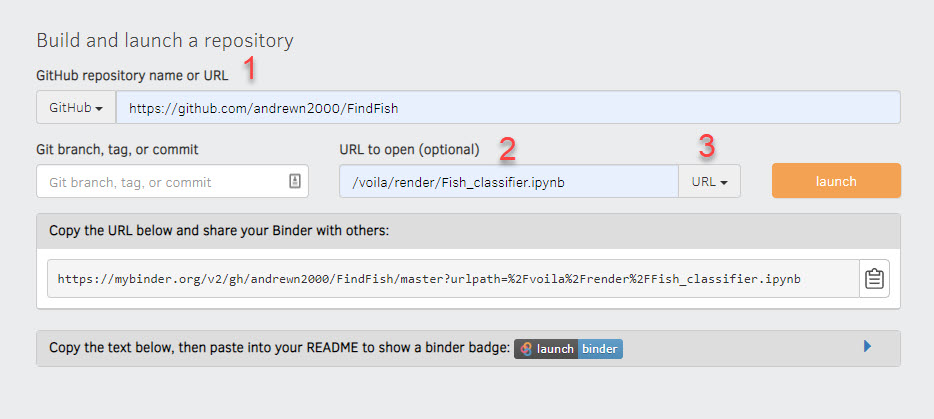 Build and launch a repository
1
GitHub repository name or URL
GitHub https://github.com/andrewn2000/FindFish
Git branch, tag, or commit URL to open (optional) 2 3
Git branch, tag, or commit /voila/render/Fish_classifier.ipynb URL launch
Copy the URL below and share your Binder with others:
https://mybinder.org/v2/gh/andrewn2000/FindFish/master?urlpath=%2Fvoila%2Frender%2FFish_classifier.ipynb
Copy the text below, then paste into your README to show a binder badge: launch binder